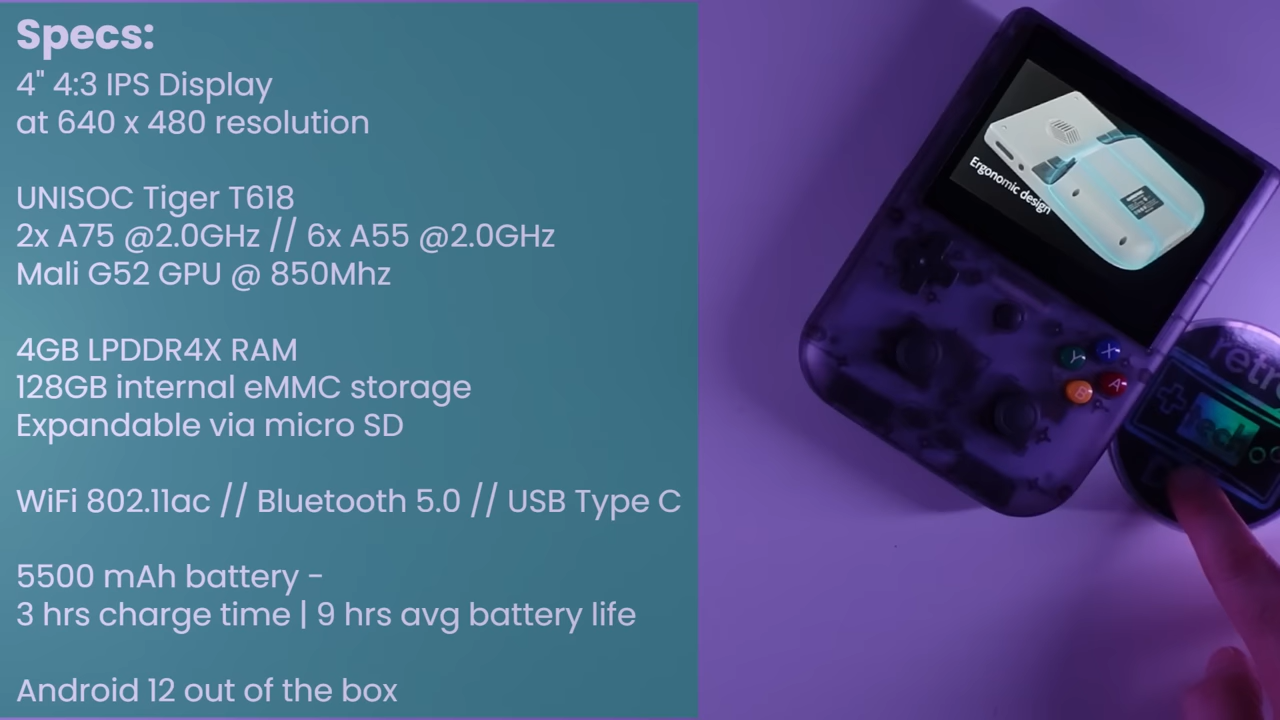 Specs:
4" 4:3 IPS Display
at 640 x 480 resolution
UNISOC Tiger T618
2x A75 @2.0GHz // 6x A55 @2.0GHz
Mali G52 GPU @ 850Mhz
4GB LPDDR4X RAM
128GB internal eMMC storage
Expandable via micro SD
WiFi 802.11ac // Bluetooth 5.0 // USB Type C
5500 mAh battery -
3 hrs charge time | 9 hrs avg battery life
Android 12 out of the box
Ergonomic design
Y
X
B
A
retr
Tech